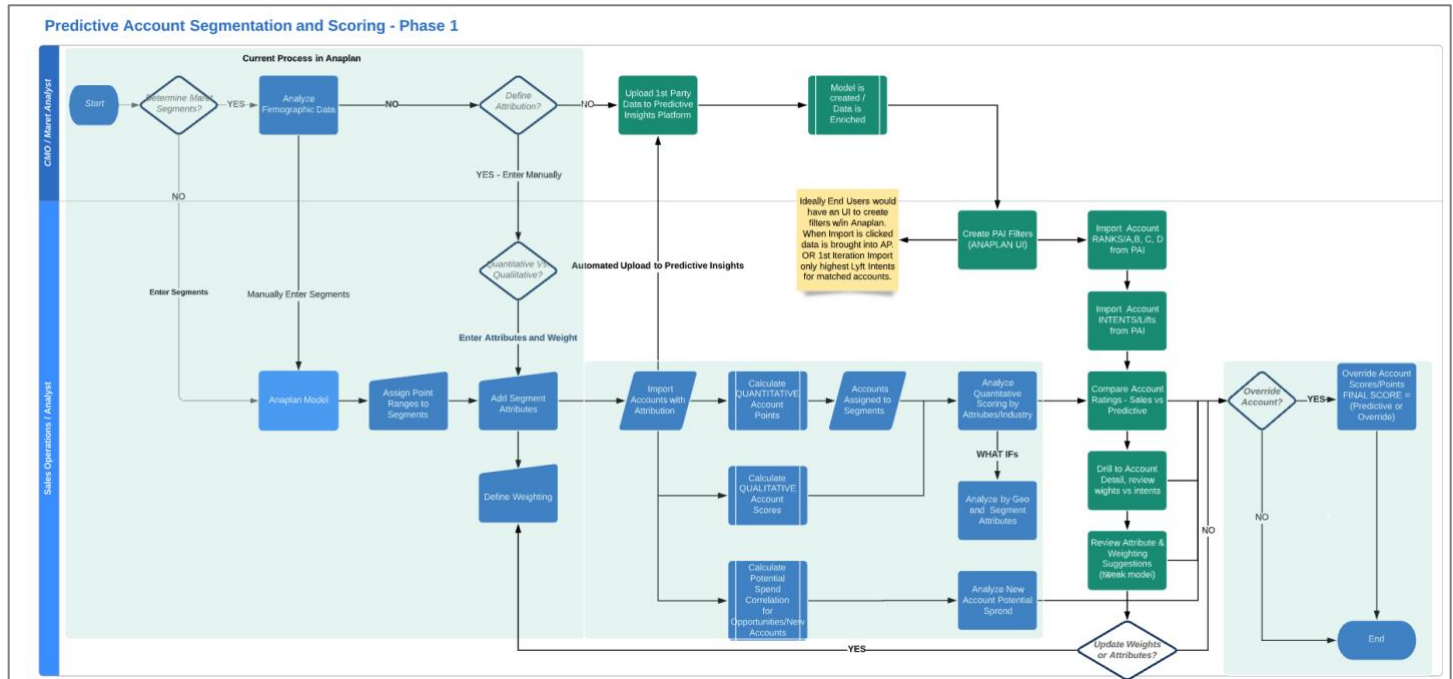 Predictive Account Segmentation and Scoring - Phase 1
CMO / Maret Analyst
Current Process in Anaplan
Start
Determine Maret
Segments?
YES
Analyze
Firmographic Data
NO
Define
Attribution?
NO
Upload 1st Party
Data to Predictive
Insights Platform
Model is
created /
Data is
Enriched
NO
YES - Enter Manually
Sales Operations / Analyst
Quantitative Vs
Qualitative?
Automated Upload to Predictive Insights
Ideally End Users would
have an UI to create
filters w/in Anaplan.
When Import is clicked
data is brought into AP.
OR 1st Iteration Import
only highest Lyft Intents
for matched accounts.
Create PAI Filters
(ANAPLAN UI)
Import Account
RANKS/A,B, C, D
from PAI
Enter Segments
Manually Enter Segments
Import Account
INTENTS/Lifts
from PAI
Enter Attributes and Weight
Anaplan Model
Assign Point
Ranges to
Segments
Add Segment
Attributes
Import
Accounts with
Attribution
Calculate
QUANTITATIVE
Account
Points
Accounts
Assigned to
Segments
Analyze
Quantitative
Scoring by
Attriubes/Industry
Compare Account
Ratings - Sales vs
Predictive
Override
Account?
YES
Override Account
Scores/Points
FINAL SCORE =
(Predictive or
Override)
WHAT IFs
Define Weighting
Calculate
QUALITATIVE
Account
Scores
Analyze by Geo
and Segment
Attributes
Drill to Account
Detail, review
wights vs intents
NO
NO
Review Attribute &
Weighting
Suggestions
(tweak model)
Calculate
Potential
Spend
Correlation
for
Opportunities/New
Accounts
Analyze New
Account Potential
Sprend
YES
Update Weights
or Attributes?
End